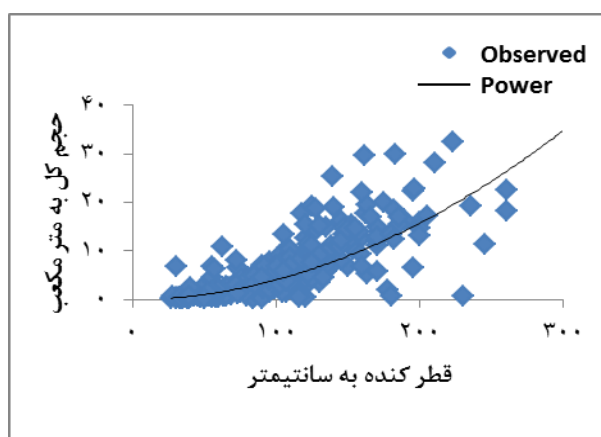 Observed
Power
۴۰
۳۰
۲۰
۱۰
۰
حجم کل به متر مکعب
۰ ۱۰۰ ۲۰۰ ۳۰۰
قطر کنده به سانتیمتر